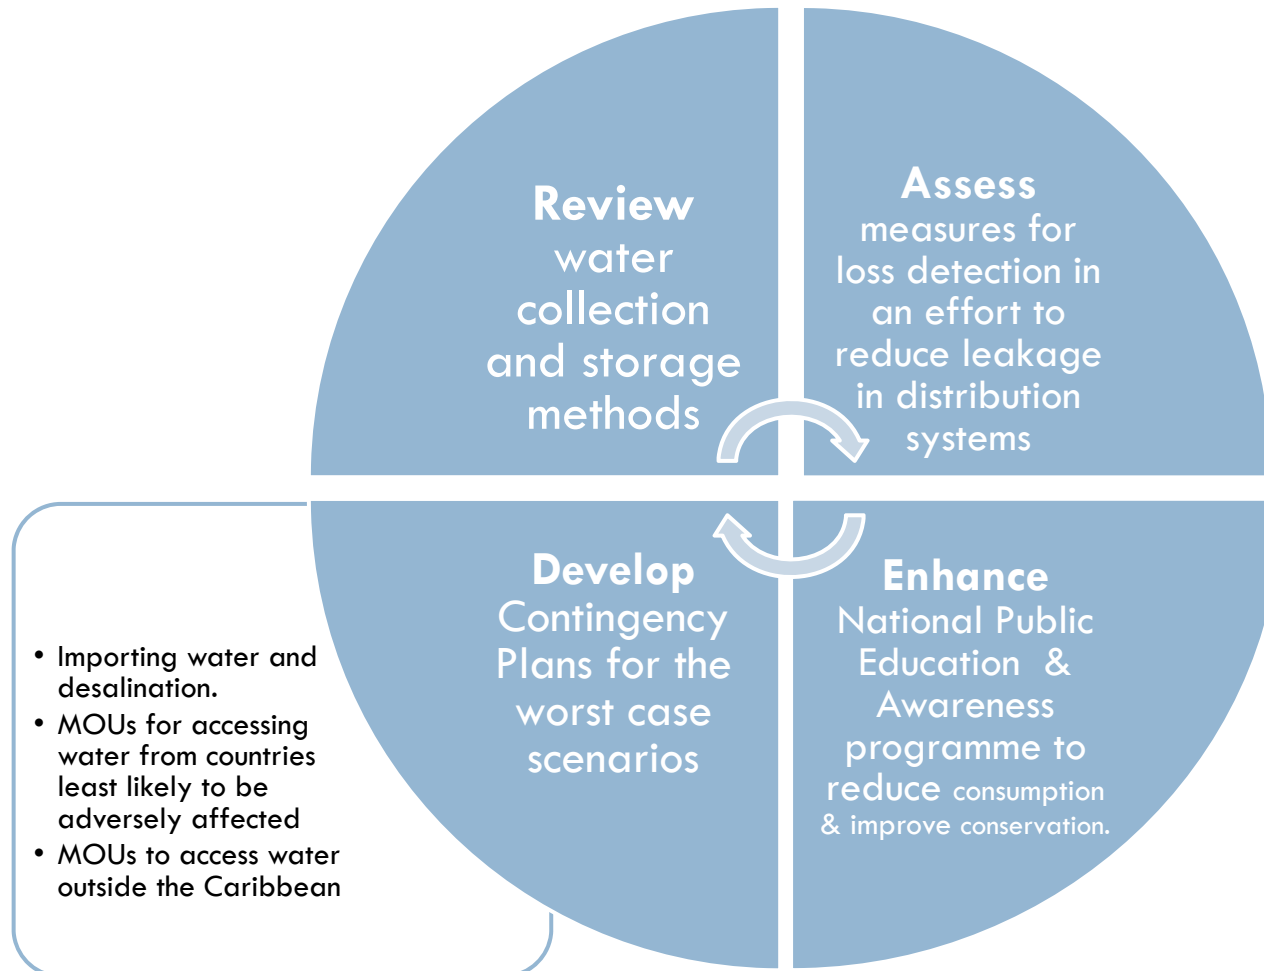 Review
water
collection
and storage
methods
Assess
measures for
loss detection in
an effort to
reduce leakage
in distribution
systems
Develop
Contingency
Plans for the
worst case
scenarios
Enhance
National Public
Education &
Awareness
programme to
reduce consumption
& improve conservation.
• Importing water and
desalination.
• MOUs for accessing
water from countries
least likely to be
adversely affected
• MOUs to access water
outside the Caribbean